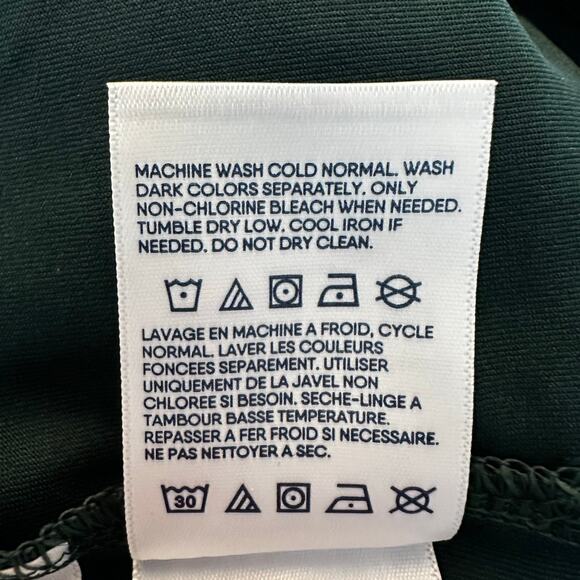 MACHINE WASH COLD NORMAL. WASH
DARK COLORS SEPARATELY. ONLY
NON-CHLORINE BLEACH WHEN NEEDED.
TUMBLE DRY LOW. COOL IRON IF
NEEDED. DO NOT DRY CLEAN.
LAVAGE EN MACHINE A FROID, CYCLE
NORMAL. LAVER LES COULEURS
FONCEES SEPAREMENT. UTILISER
UNIQUEMENT DE LA JAVEL NON
CHLOREE SI BESOIN. SECHE-LINGE A
TAMBOUR BASSE TEMPERATURE.
REPASSER A FER FROID SI NECESSAIRE.
NE PAS NETTOYER A SEC.
30